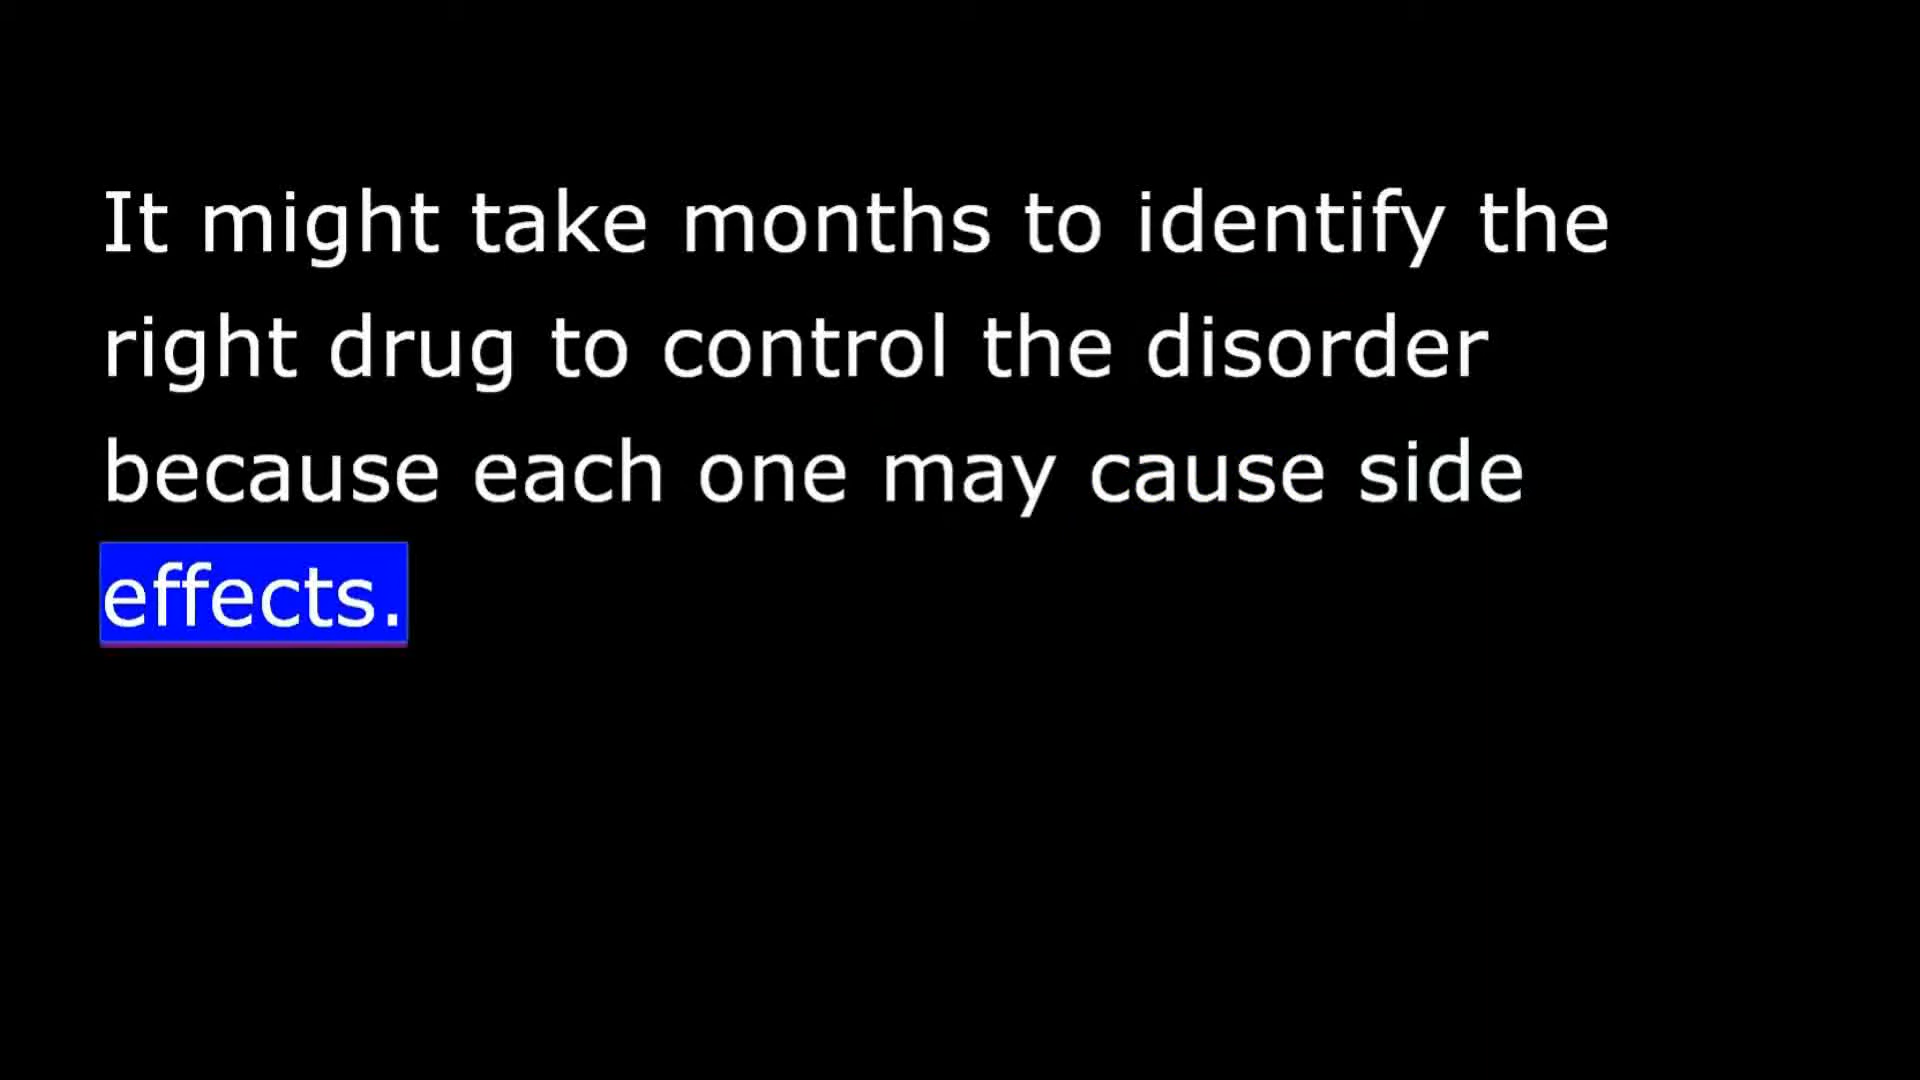 It might take months to identify the
right drug to control the disorder
because each one may cause side
effects.